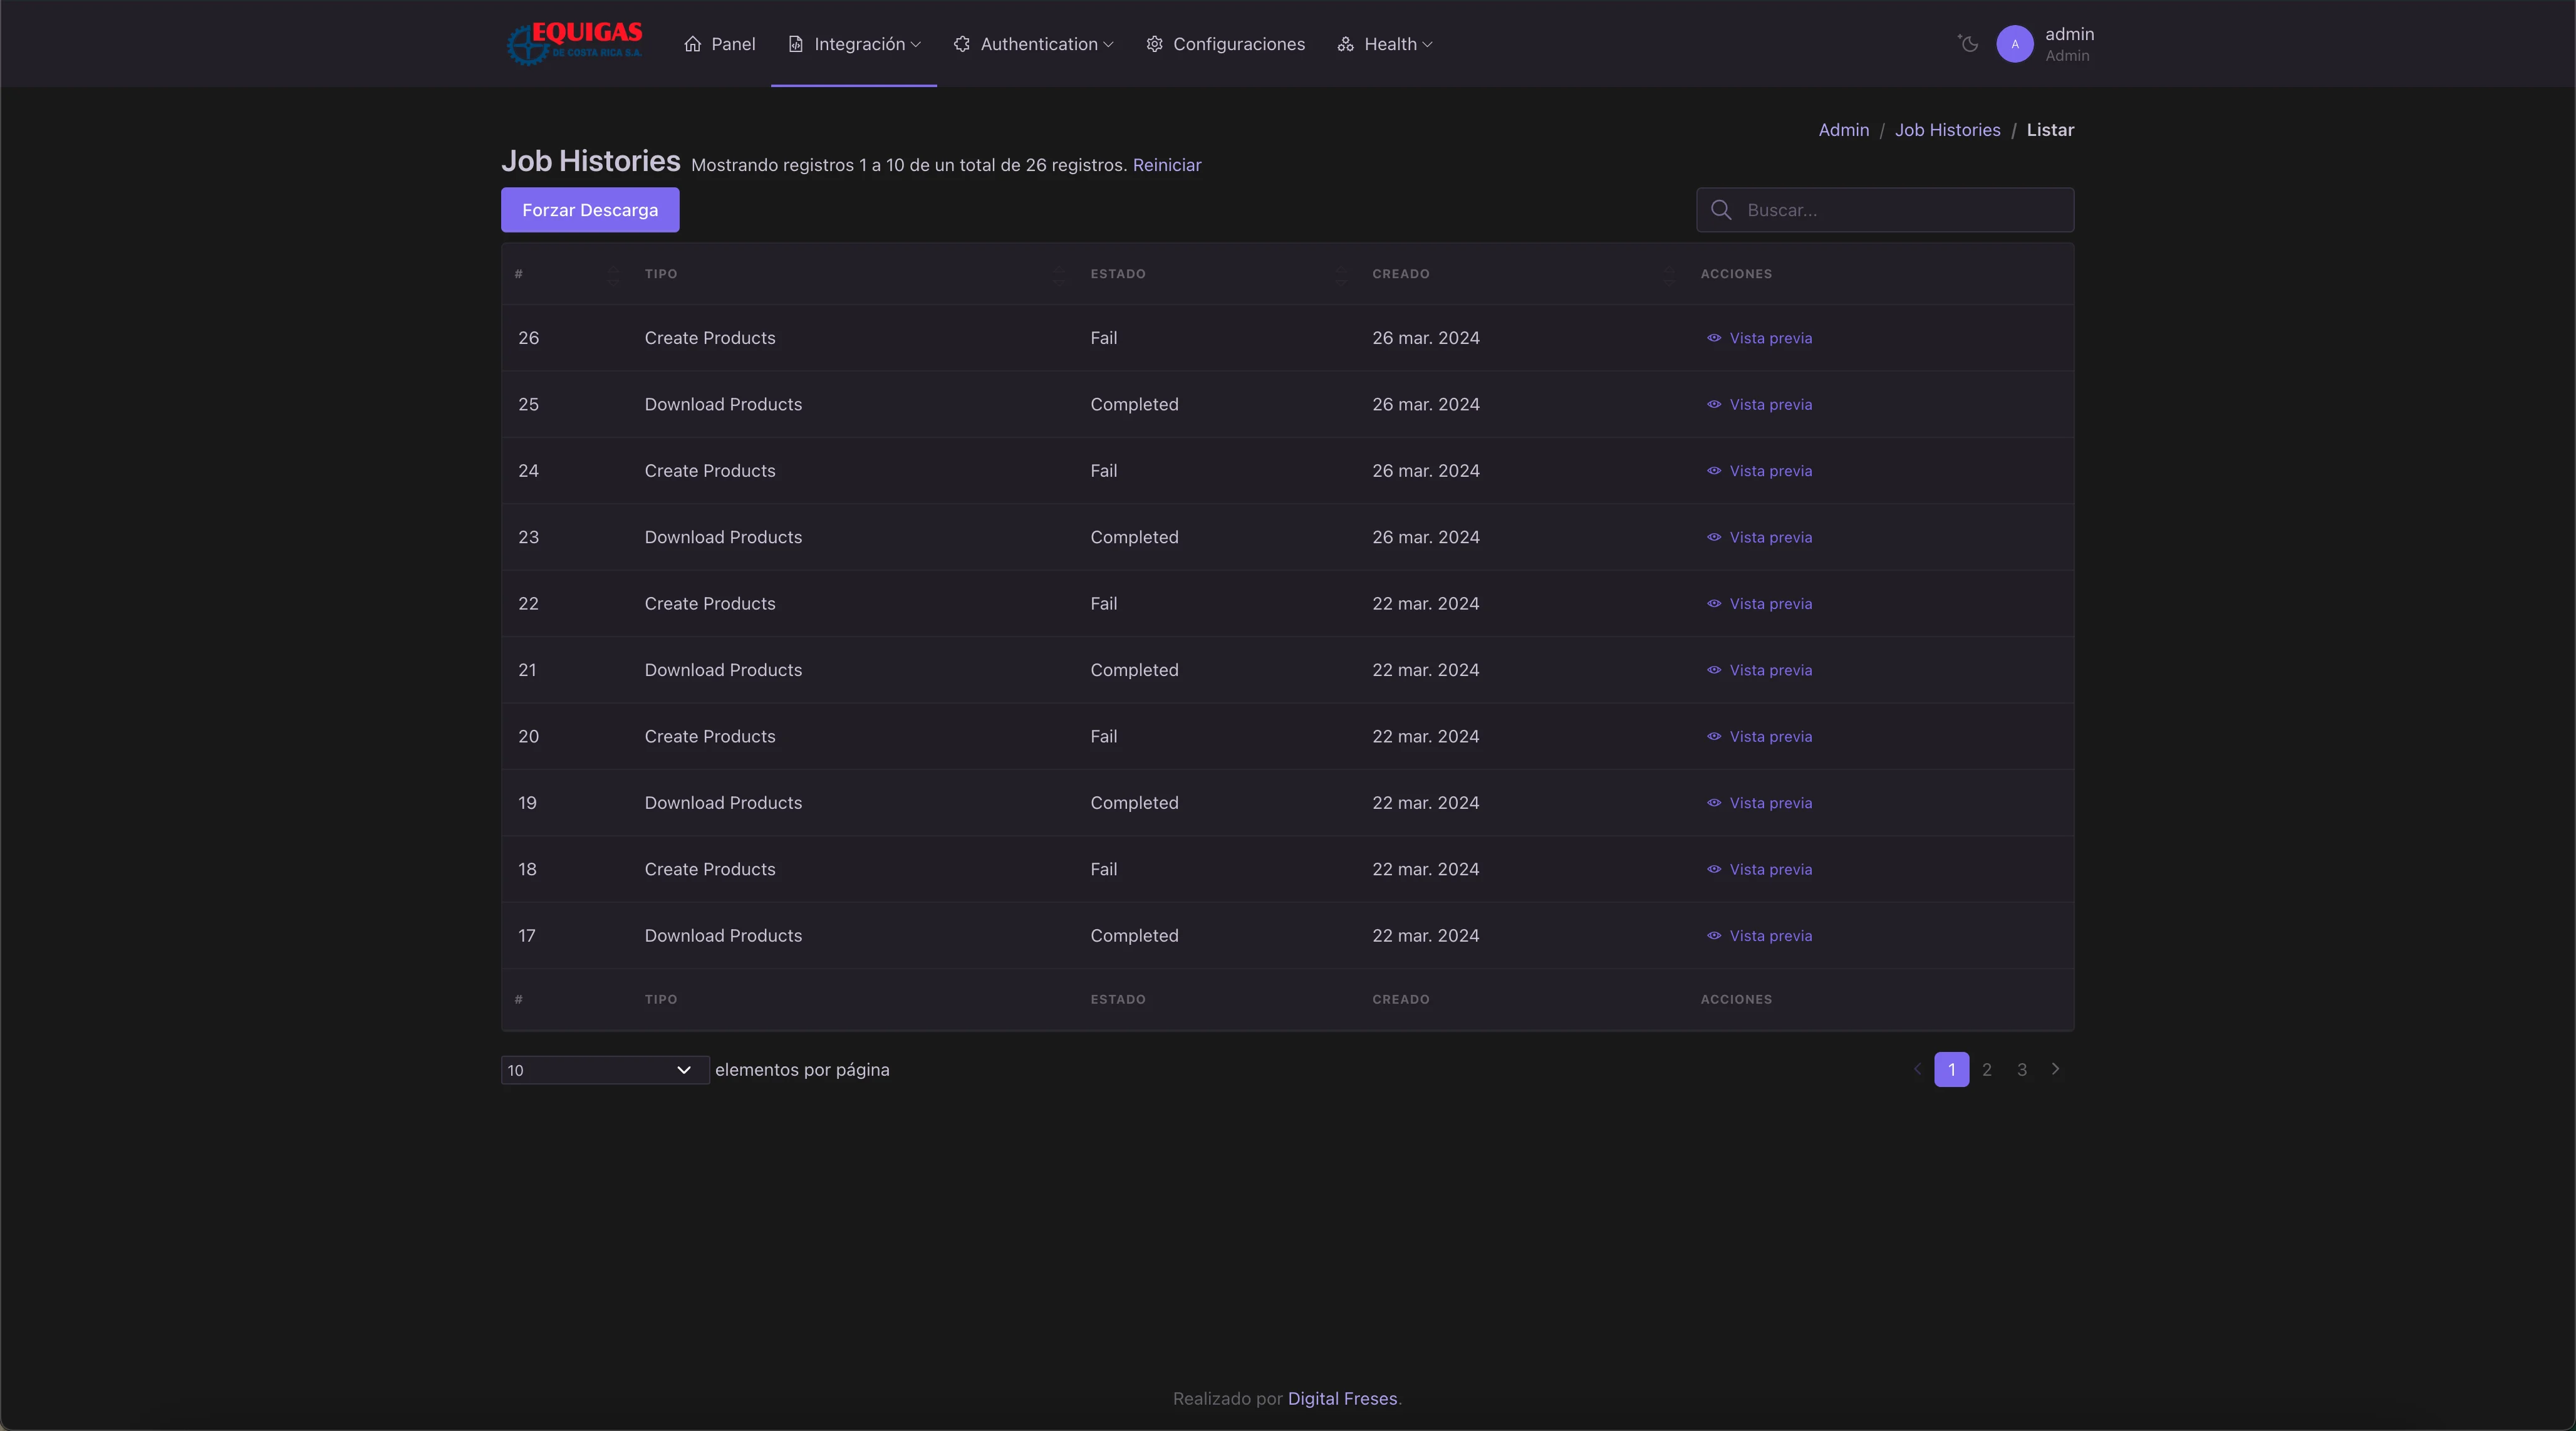 EQUIGAS
DE COSTA RICA S.A.
Panel
Integración
Authentication
Configuraciones
Health
A
admin
Admin
Admin / Job Histories / Listar
Job Histories Mostrando registros 1 a 10 de un total de 26 registros. Reiniciar
Forzar Descarga
Buscar...
# TIPO ESTADO CREADO ACCIONES
26 Create Products Fail 26 mar. 2024 Vista previa
25 Download Products Completed 26 mar. 2024 Vista previa
24 Create Products Fail 26 mar. 2024 Vista previa
23 Download Products Completed 26 mar. 2024 Vista previa
22 Create Products Fail 22 mar. 2024 Vista previa
21 Download Products Completed 22 mar. 2024 Vista previa
20 Create Products Fail 22 mar. 2024 Vista previa
19 Download Products Completed 22 mar. 2024 Vista previa
18 Create Products Fail 22 mar. 2024 Vista previa
17 Download Products Completed 22 mar. 2024 Vista previa
# TIPO ESTADO CREADO ACCIONES
10 elementos por página
1 2 3
Realizado por Digital Freses.